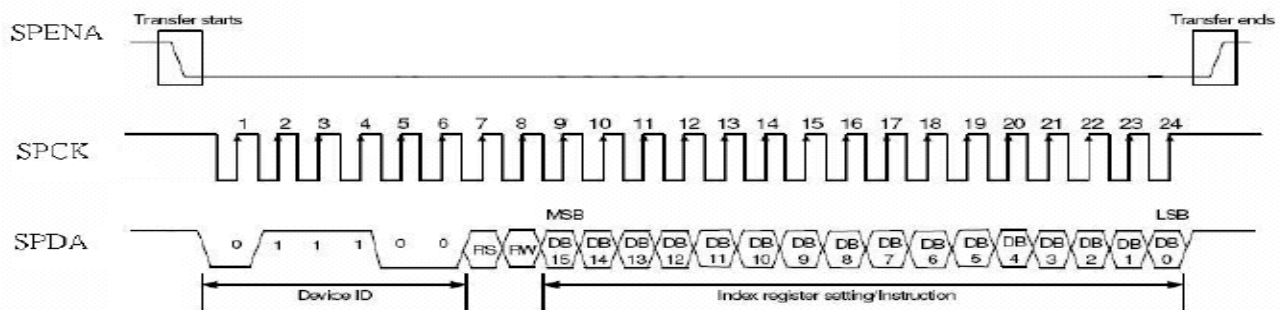 Transfer starts
Transfer ends
SPENA
1 2 3 4 5 6 7 8 9 10 11 12 13 14 15 16 17 18 19 20 21 22 23 24
SPCK
MSB
LSB
SPDA
0 1 1 1 0 0 RS RW DB 15 DB 14 DB 13 DB 12 DB 11 DB 10 DB 9 DB 8 DB 7 DB 6 DB 5 DB 4 DB 3 DB 2 DB 1 DB 0
Device ID
Index register setting/Instruction